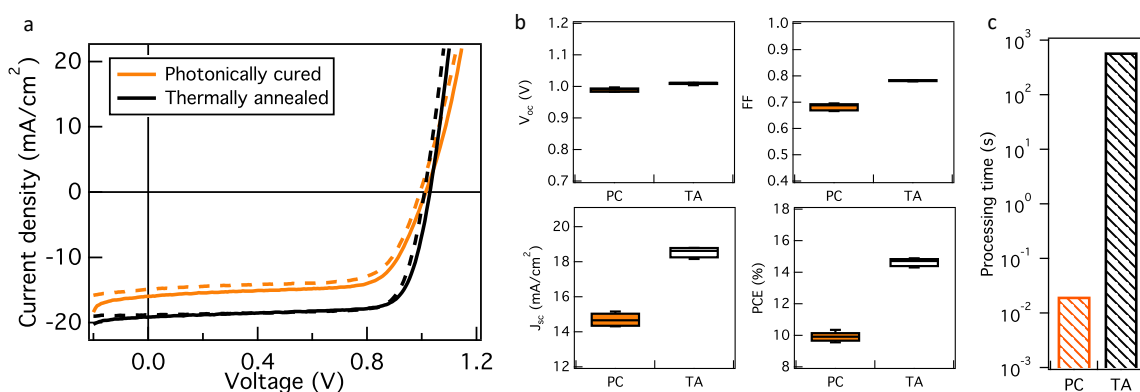 a
Current density (mA/cm²)
20
10
0
-10
-20
0.0
0.4
0.8
1.2
Voltage (V)
Photonically cured
Thermally annealed
b
V_oc (V)
1.2
1.1
1.0
0.9
1.0
0.7
PC
TA
FF
1.0
0.9
0.8
0.7
0.6
0.5
0.4
PC
TA
J_sc (mA/cm²)
20
18
16
14
12
PC
TA
PCE (%)
18
16
14
12
10
8
6
PC
TA
c
Processing time (s)
10³
10²
10¹
10⁰
10⁻¹
10⁻²
10⁻³
PC
TA